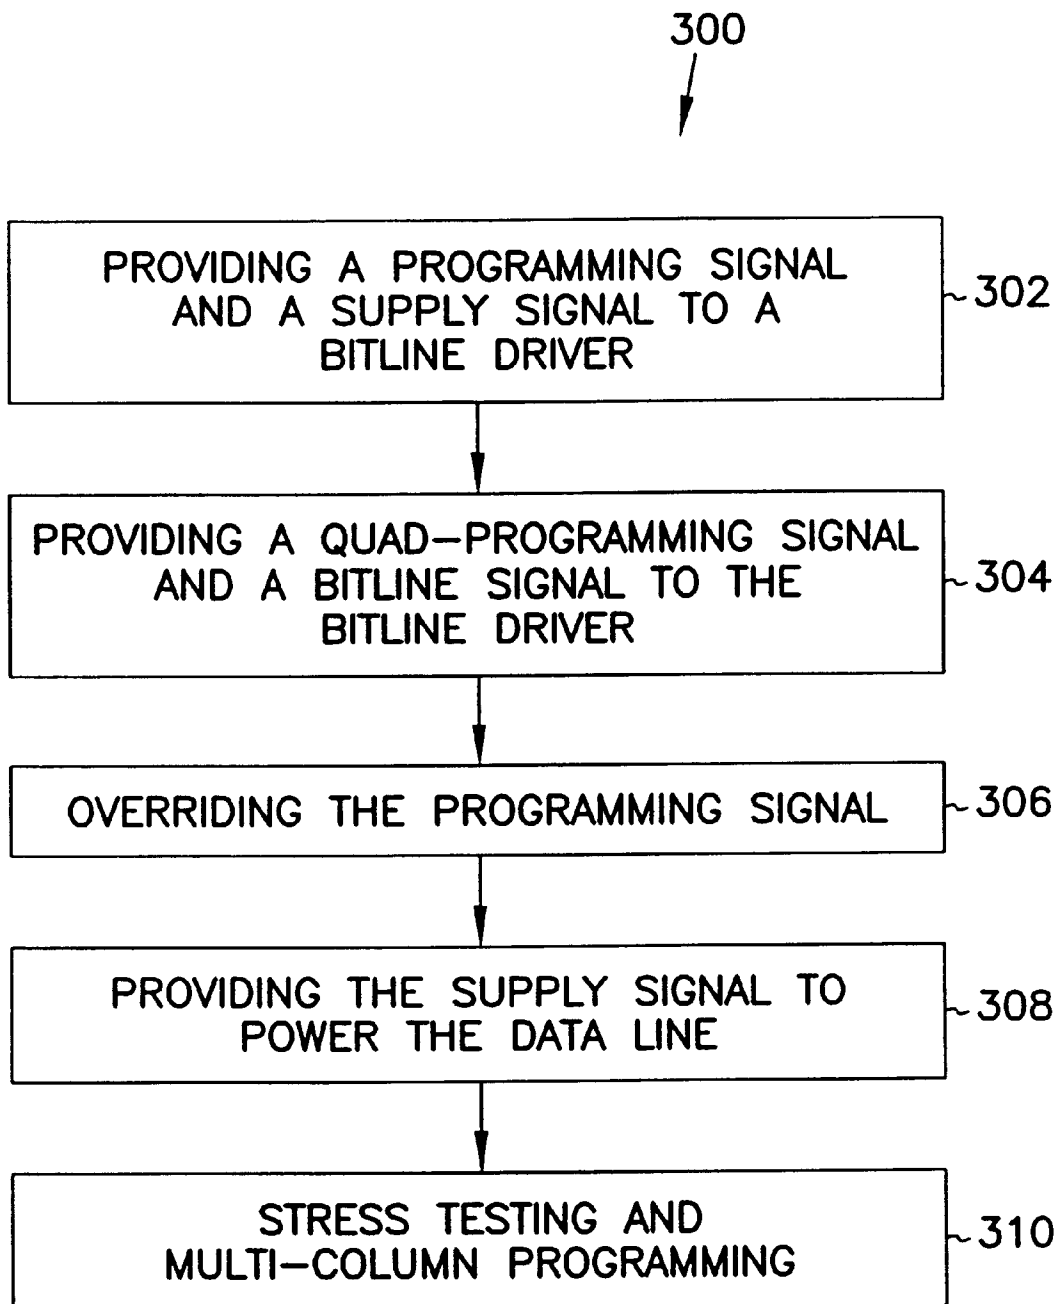 300
PROVIDING A PROGRAMMING SIGNAL
AND A SUPPLY SIGNAL TO A
BITLINE DRIVER
302
PROVIDING A QUAD-PROGRAMMING SIGNAL
AND A BITLINE SIGNAL TO THE
BITLINE DRIVER
304
OVERRIDING THE PROGRAMMING SIGNAL
306
PROVIDING THE SUPPLY SIGNAL TO
POWER THE DATA LINE
308
STRESS TESTING AND
MULTI-COLUMN PROGRAMMING
310